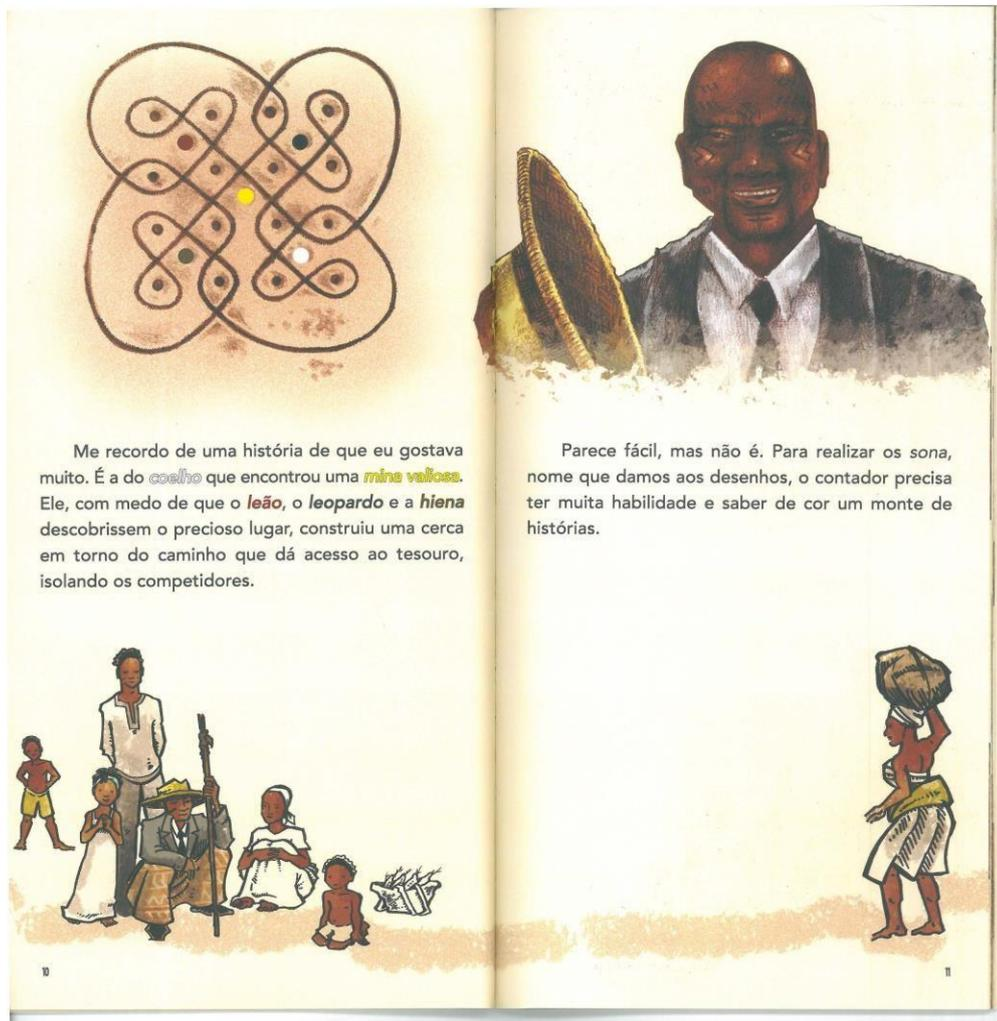 Me recordo de uma história de que eu gostava
muito. É a do coelho que encontrou uma mina valiosa.
Ele, com medo de que o leão, o leopardo e a hiena
descobrissem o precioso lugar, construiu uma cerca
em torno do caminho que dá acesso ao tesouro,
isolando os competidores.
10
Parece fácil, mas não é. Para realizar os sona,
nome que damos aos desenhos, o contador precisa
ter muita habilidade e saber de cor um monte de
histórias.
11